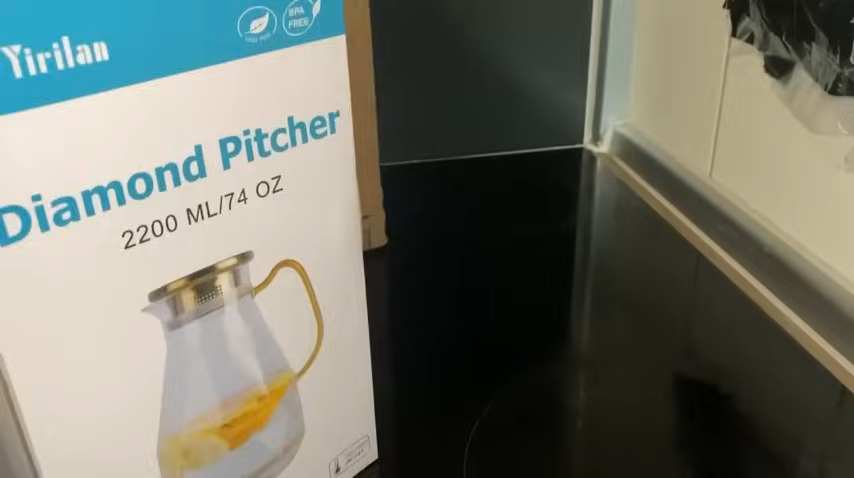 Yirilan
BPA
FREE
Diamond Pitcher
2200 ML/74 OZ